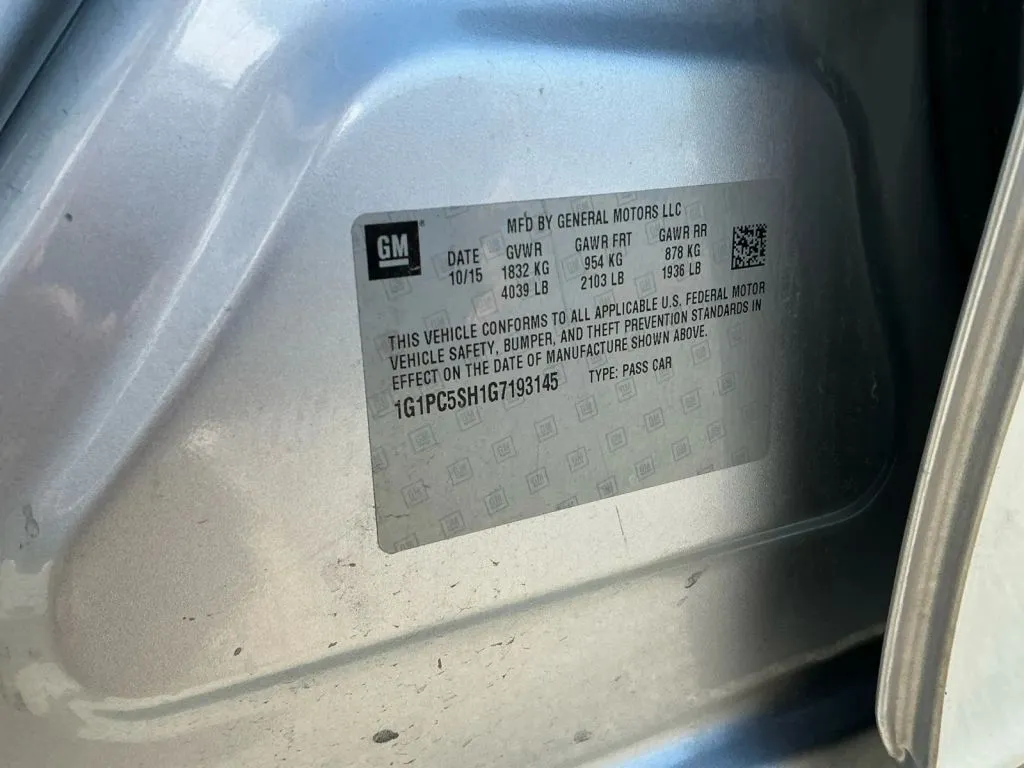 GM
MFD BY GENERAL MOTORS LLC
DATE GVWR GAWR FRT GAWR RR
10/15 1832 KG 954 KG 878 KG
4039 LB 2103 LB 1936 LB
THIS VEHICLE CONFORMS TO ALL APPLICABLE U.S. FEDERAL MOTOR
VEHICLE SAFETY, BUMPER, AND THEFT PREVENTION STANDARDS IN
EFFECT ON THE DATE OF MANUFACTURE SHOWN ABOVE.
1G1PC5SH1G7193145 TYPE: PASS CAR